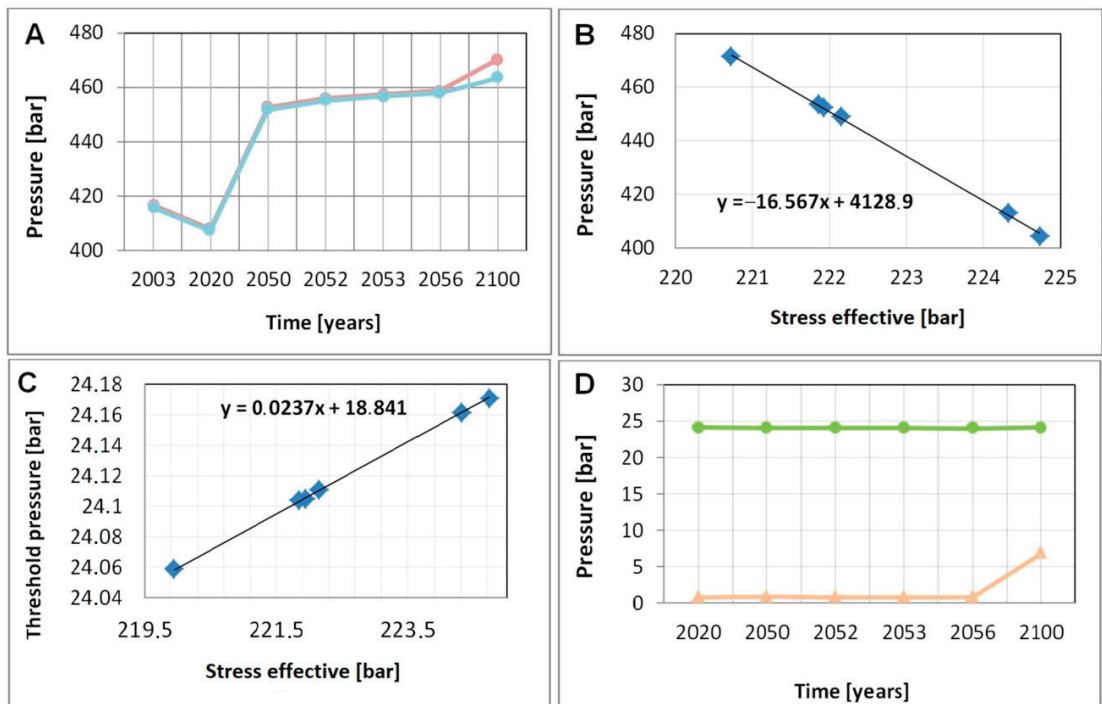 A
480
460
440
420
400
Pressure [bar]
2003 2020 2050 2052 2053 2056 2100
Time [years]
B
480
460
440
420
400
Pressure [bar]
y =−16.567x + 4128.9
220 221 222 223 224 225
Stress effective [bar]
C
24.18
24.16
24.14
24.12
24.1
24.08
24.06
24.04
Threshold pressure [bar]
y = 0.0237x + 18.841
219.5 221.5 223.5
Stress effective [bar]
D
30
25
20
15
10
5
0
Pressure [bar]
2020 2050 2052 2053 2056 2100
Time [years]